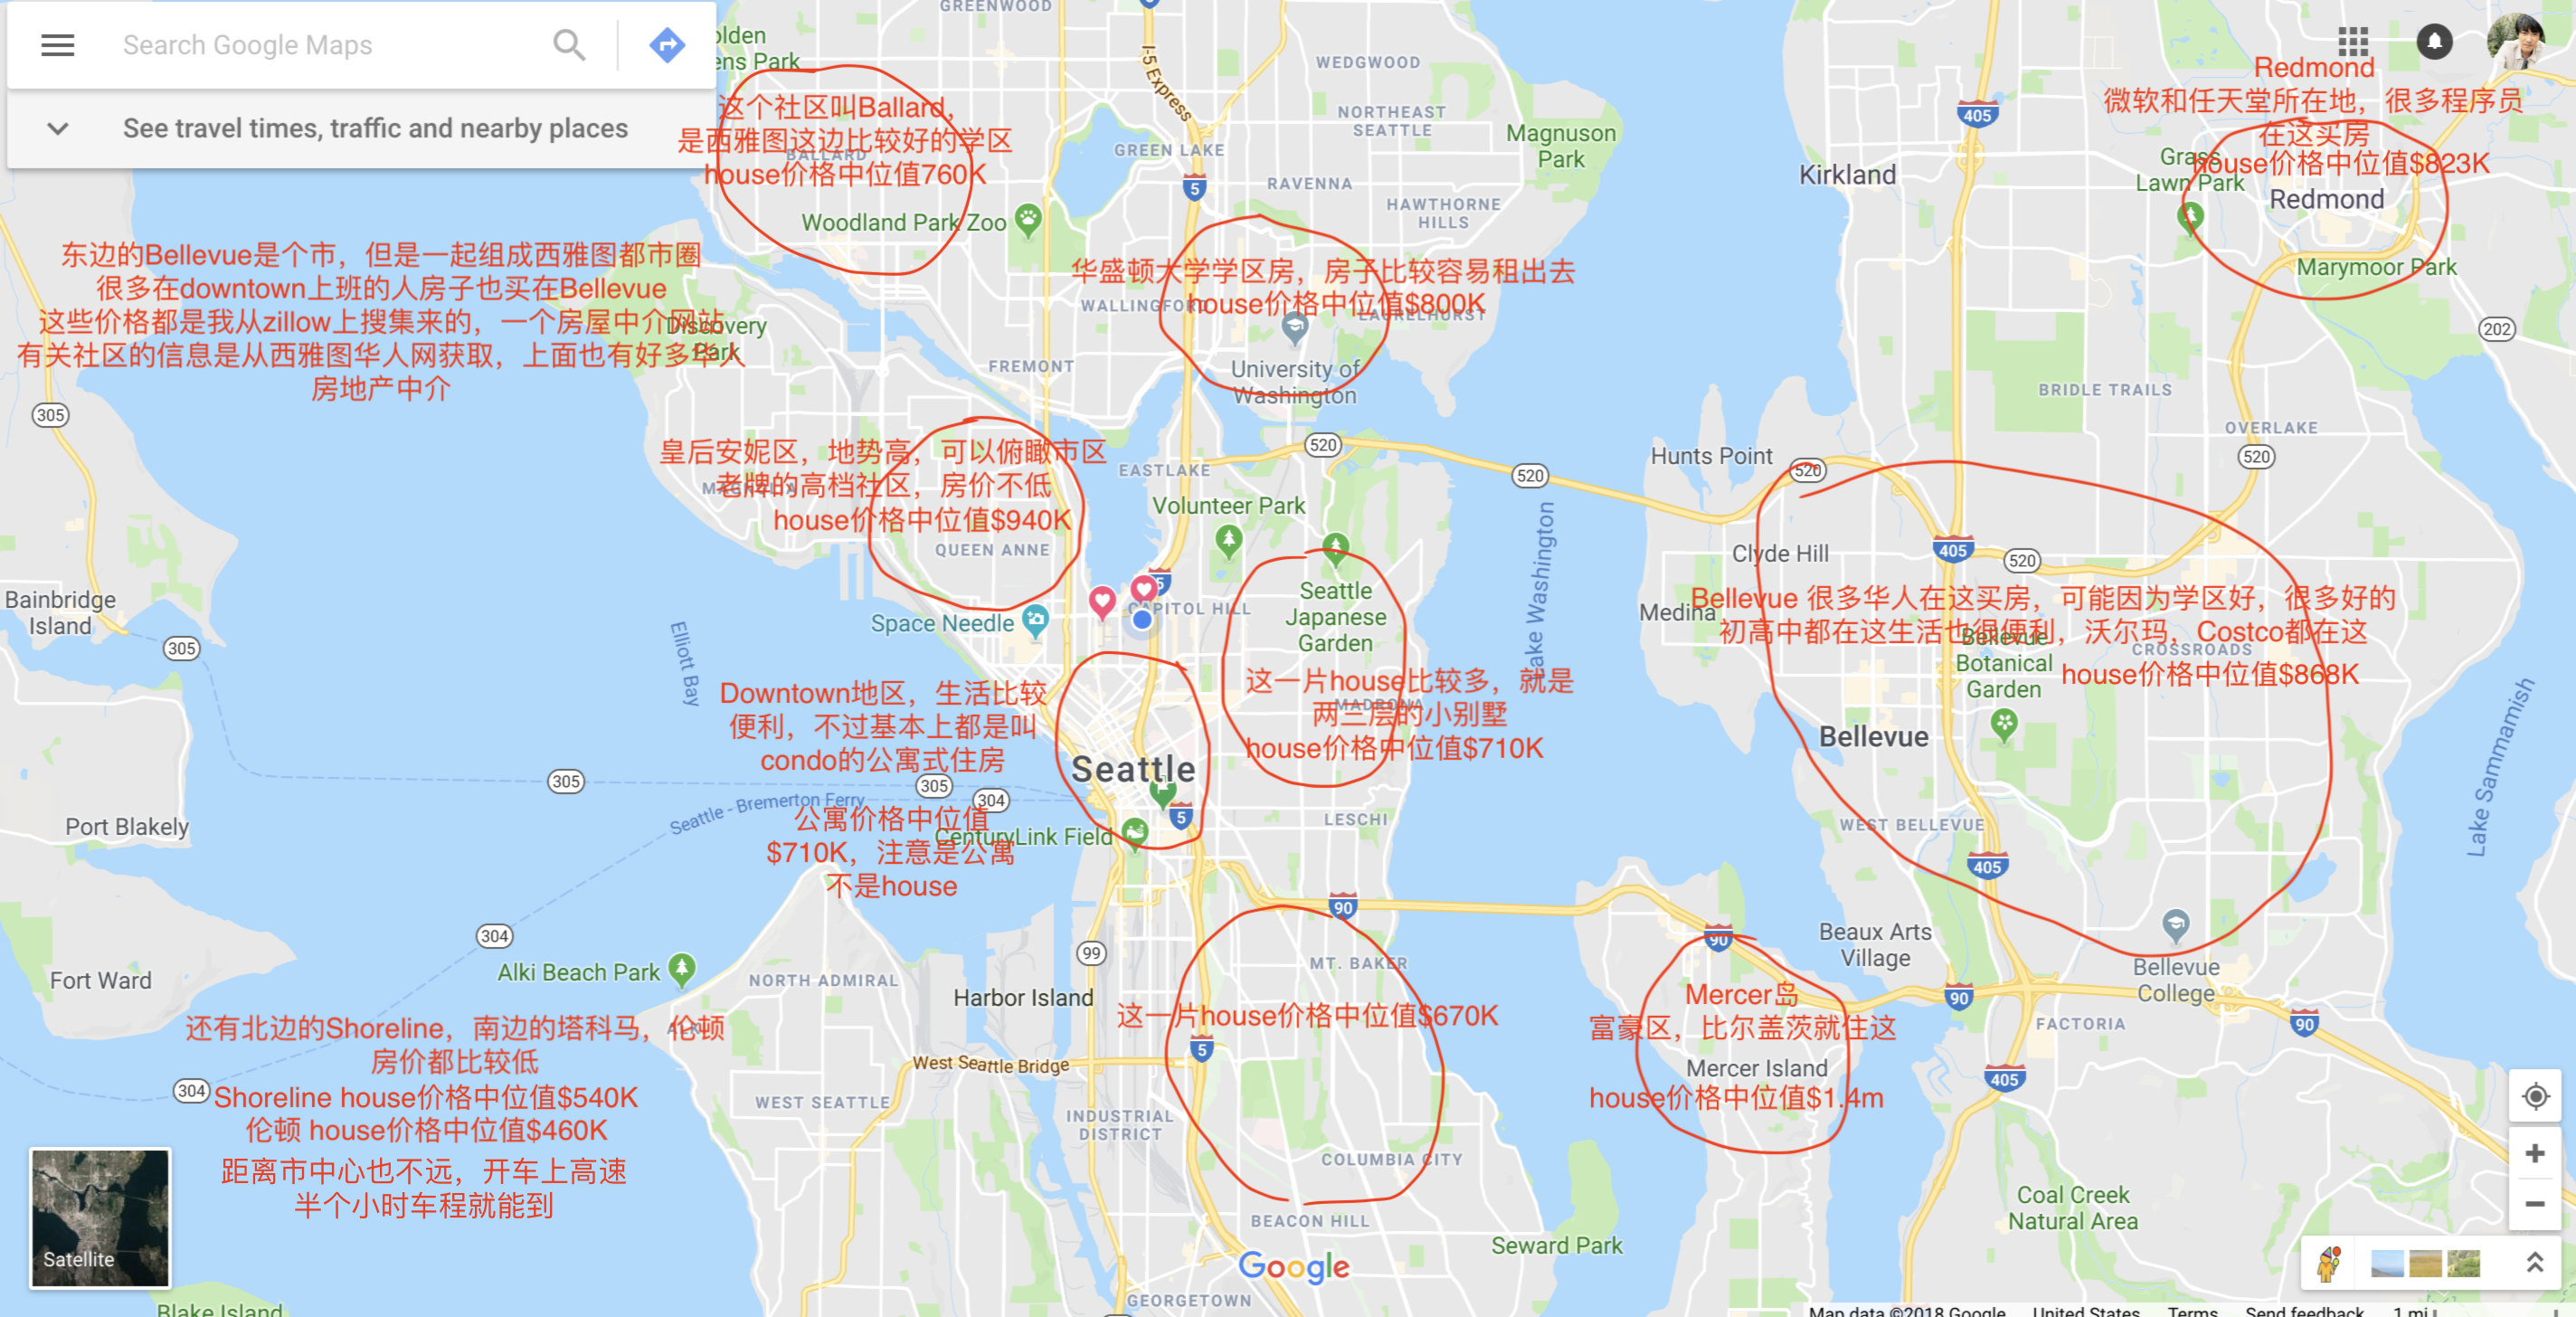 Search Google Maps
See travel times, traffic and nearby places
GREENWOOD
I-5 Express
WEDGWOOD
NORTHEAST
SEATTLE
Magnuson
Park
GREEN LAKE
RAVENNA
HAWTHORNE
HILLS
Kirkland
405
5
Redmond
微软和任天堂所在地，很多程序员
在这买房
house价格中位值$823K
Grass
Lawn Park
Redmond
Marymoor Park
202
这个社区叫Ballard，
是西雅图这边比较好的学区
house价格中位值760K
BALLARD
Woodland Park Zoo
东边的Bellevue是个市，但是一起组成西雅图都市圈
很多在downtown上班的人房子也买在Bellevue
这些价格都是我从zillow上搜集来的，一个房屋中介网站
有关社区的信息是从西雅图华人网获取，上面也有好多华人
房地产中介
Discovery
Park
华盛顿大学学区房，房子比较容易租出去
house价格中位值$800K
LAURELHURST
University of
Washington
FREMONT
BRIDLE TRAILS
OVERLAKE
305
520
520
520
520
Hunts Point
皇后安妮区，地势高，可以俯瞰市区
老牌的高档社区，房价不低
house价格中位值$940K
QUEEN ANNE
EASTLAKE
Volunteer Park
Lake Washington
Clyde Hill
405
520
Bainbridge
Island
305
Elliott Bay
Space Needle
CAPITOL HILL
5
Seattle
Japanese
Garden
Medina
Bellevue 很多华人在这买房，可能因为学区好，很多好的
初高中都在这生活也很便利，沃尔玛，Costco都在这
house价格中位值$868K
Bellevue
Botanical
Garden
CROSSROADS
Bellevue
Lake Sammamish
Downtown地区，生活比较
便利，不过基本上都是叫
condo的公寓式住房
公寓价格中位值
$710K，注意是公寓
不是house
Seattle
这一片house比较多，就是
两三层的小别墅
house价格中位值$710K
MADRONA
305
305
304
Seattle - Bremerton Ferry
CenturyLink Field
5
LESCHI
WEST BELLEVUE
405
Port Blakely
90
304
Fort Ward
Alki Beach Park
NORTH ADMIRAL
99
Harbor Island
MT. BAKER
这一片house价格中位值$670K
90
Beaux Arts
Village
Bellevue
College
90
90
FACTORIA
Mercer岛
富豪区，比尔盖茨就住这
Mercer Island
house价格中位值$1.4m
还有北边的Shoreline，南边的塔科马，伦顿
房价都比较低
Shoreline house价格中位值$540K
伦顿 house价格中位值$460K
距离市中心也不远，开车上高速
半个小时车程就能到
304
5
West Seattle Bridge
405
WEST SEATTLE
INDUSTRIAL
DISTRICT
COLUMBIA CITY
BEACON HILL
Coal Creek
Natural Area
Seward Park
Satellite
Google
GEORGETOWN
Blake Island
Map data ©2018 Google
United States
Terms
Send feedback
1 mi